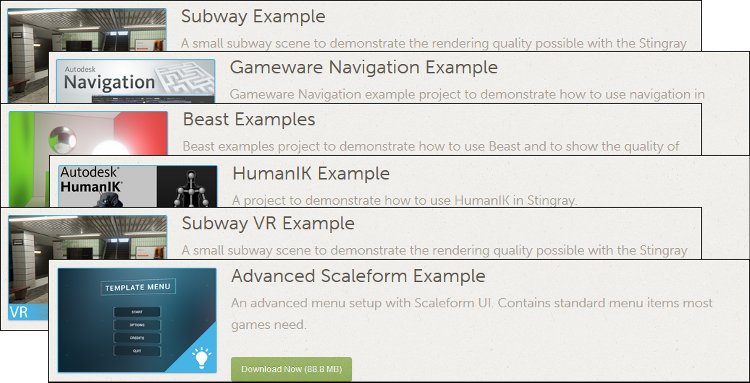 Subway Example
A small subway scene to demonstrate the rendering quality possible with the Stingray
Autodesk
Navigation
Gameware Navigation Example
Gameware Navigation example project to demonstrate how to use navigation in
Beast Examples
Beast examples project to demonstrate how to use Beast and to show the quality of
Autodesk®
HumanIK®
HumanIK Example
A project to demonstrate how to use HumanIK in Stingray.
Subway VR Example
A small subway scene to demonstrate the rendering quality possible with the Stingray
VR
Advanced Scaleform Example
An advanced menu setup with Scaleform UI. Contains standard menu items most
games need.
TEMPLATE MENU
START
OPTIONS
CREDITS
QUIT
Download Now (88.8 MB)